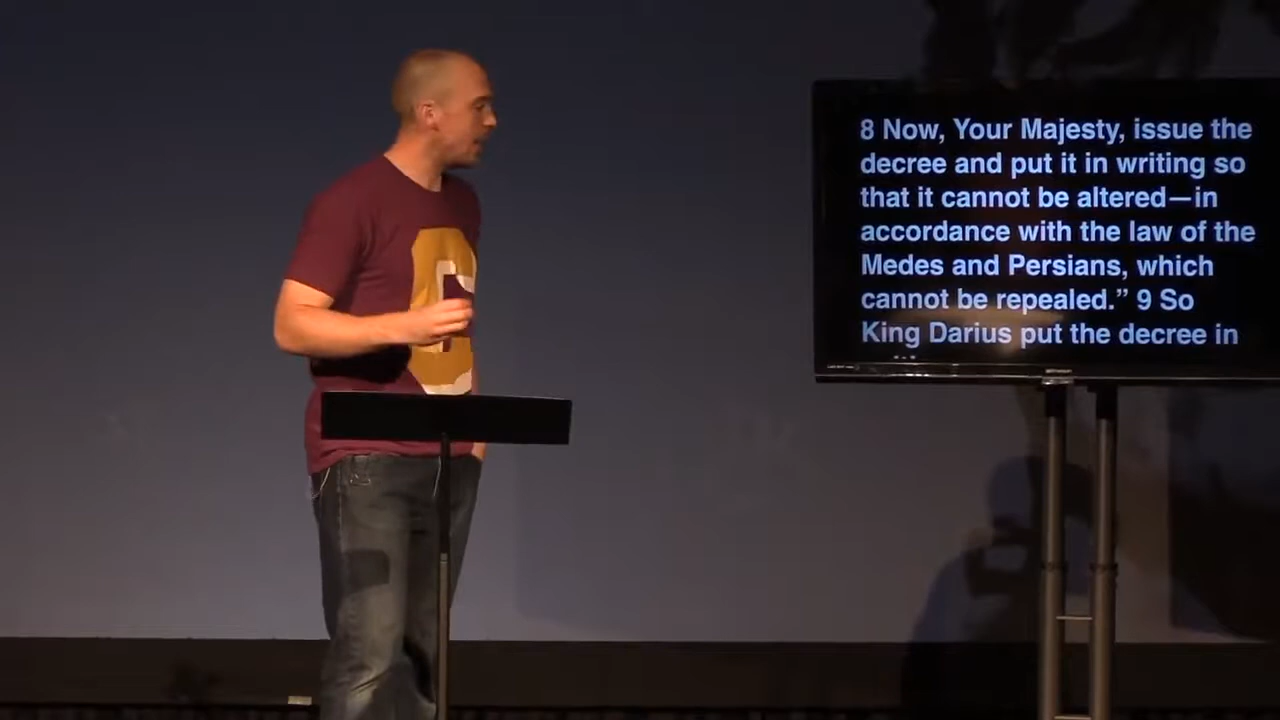 8 Now, Your Majesty, issue the
decree and put it in writing so
that it cannot be altered—in
accordance with the law of the
Medes and Persians, which
cannot be repealed.” 9 So
King Darius put the decree in